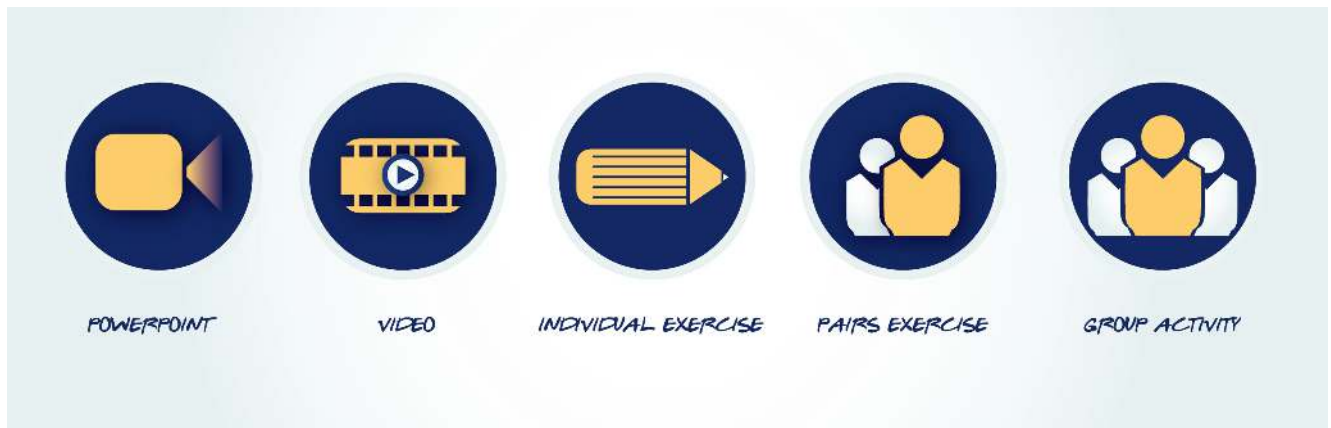 POWERPOINT
VIDEO
INDIVIDUAL EXERCISE
PAIRS EXERCISE
GROUP ACTIVITY